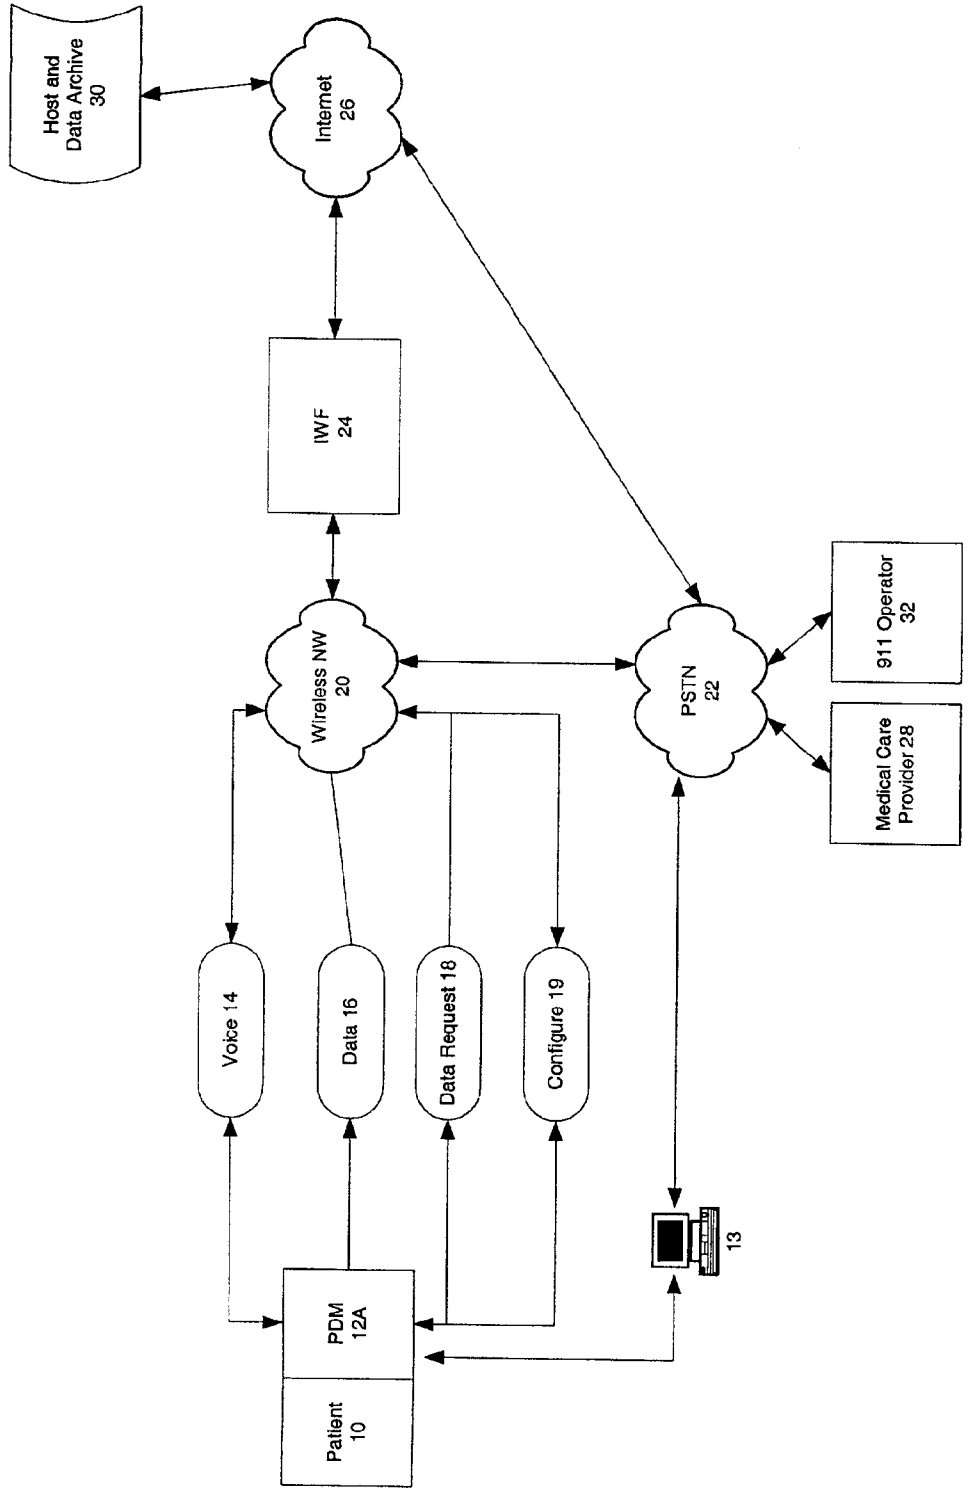 Host and
Data Archive
30
Internet
26
IWF
24
Wireless NW
20
PSTN
22
911 Operator
32
Medical Care
Provider 28
Voice 14
Data 16
Data Request 18
Configure 19
PDM
12A
Patient
10
13